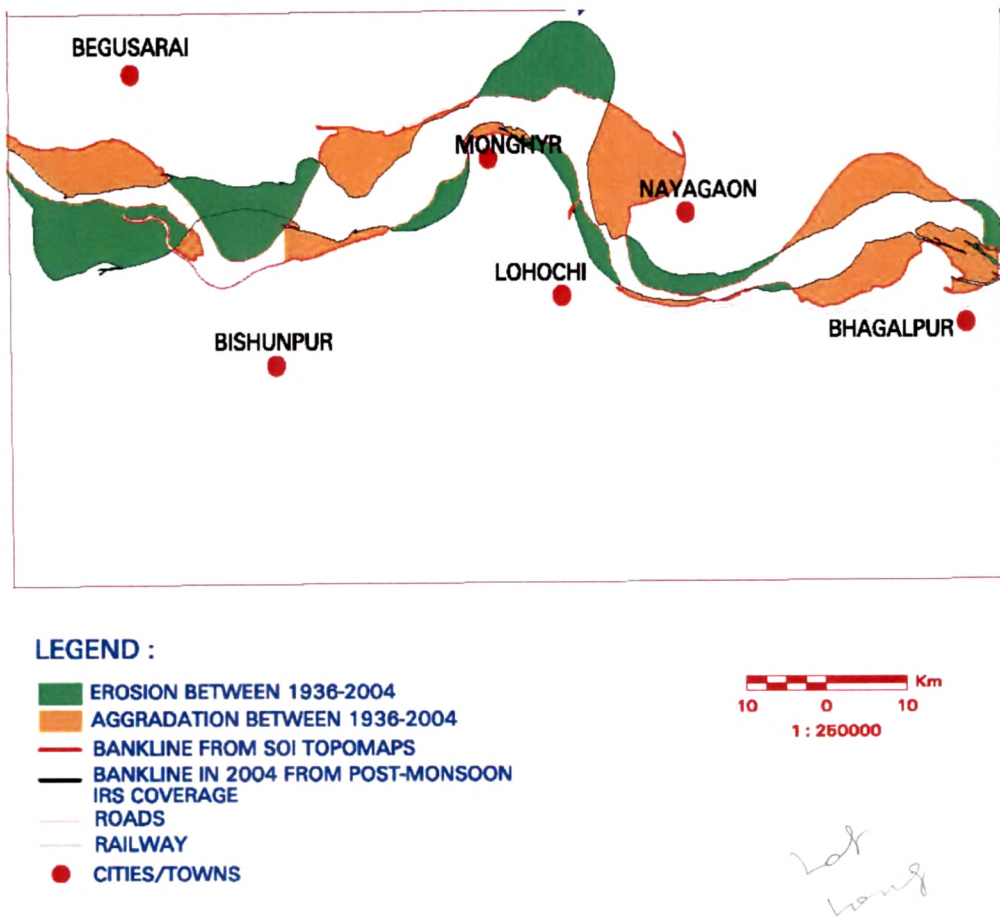 BEGUSARAI
MONGHYR
NAYAGAON
LOHOCHI
BHAGALPUR
BISHUNPUR
LEGEND :
EROSION BETWEEN 1936-2004
AGGRADATION BETWEEN 1936-2004
BANKLINE FROM SOI TOPOMAPS
BANKLINE IN 2004 FROM POST-MONSOON
IRS COVERAGE
ROADS
RAILWAY
CITIES/TOWNS
Km
10 0 10
1 : 250000
Lat
Long